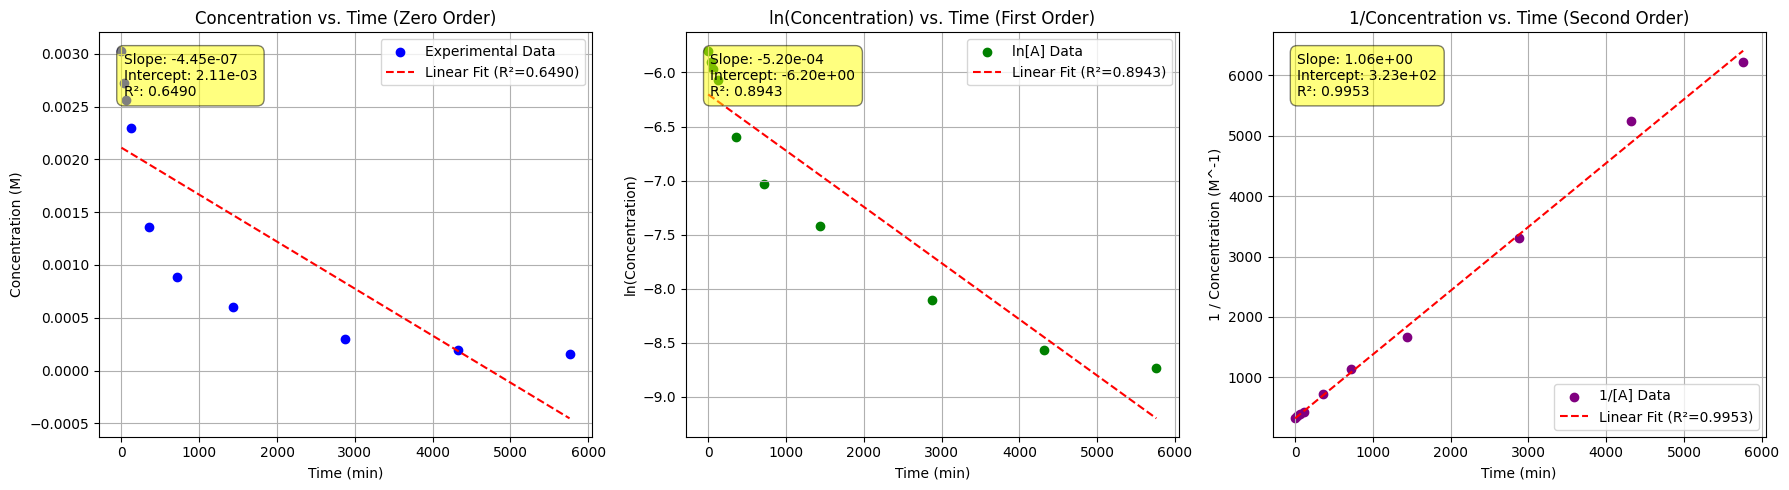 Concentration vs. Time (Zero Order)
Slope: -4.45e-07
Intercept: 2.11e-03
R²: 0.6490
Experimental Data
Linear Fit (R²=0.6490)
0.0030
0.0025
0.0020
0.0015
0.0010
0.0005
0.0000
−0.0005
Concentration (M)
0
1000
2000
3000
4000
5000
6000
Time (min)
ln(Concentration) vs. Time (First Order)
Slope: -5.20e-04
Intercept: -6.20e+00
R²: 0.8943
ln[A] Data
Linear Fit (R²=0.8943)
−6.0
−6.5
−7.0
−7.5
−8.0
−8.5
−9.0
ln(Concentration)
0
1000
2000
3000
4000
5000
6000
Time (min)
1/Concentration vs. Time (Second Order)
Slope: 1.06e+00
Intercept: 3.23e+02
R²: 0.9953
6000
5000
4000
3000
2000
1000
1 / Concentration (M^-1)
1/[A] Data
Linear Fit (R²=0.9953)
0
1000
2000
3000
4000
5000
6000
Time (min)